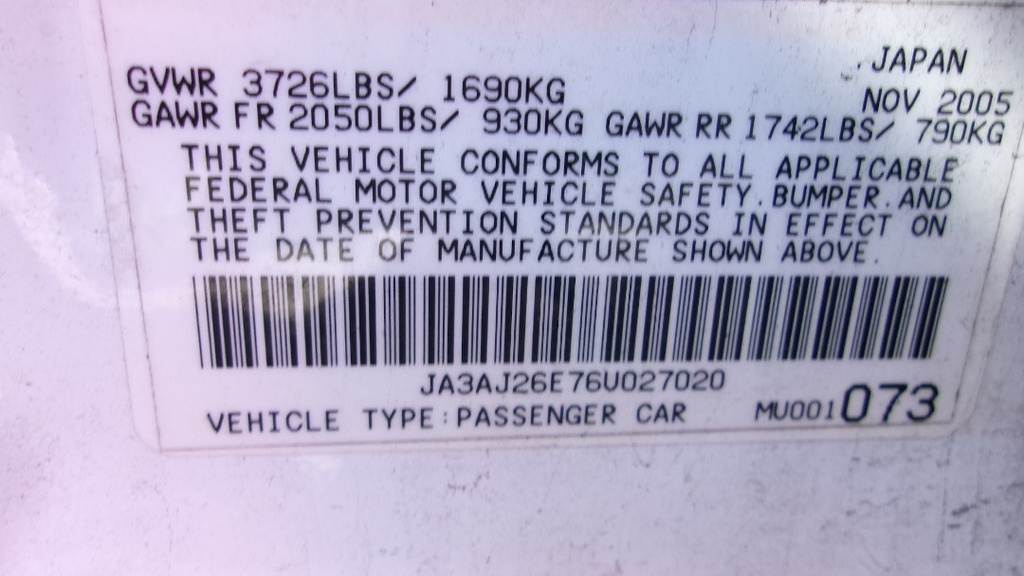 JAPAN
GVWR 3726LBS/ 1690KG NOV 2005
GAWR FR 2050LBS/ 930KG GAWR RR 1742LBS/ 790KG
THIS VEHICLE CONFORMS TO ALL APPLICABLE
FEDERAL MOTOR VEHICLE SAFETY.BUMPER.AND
THEFT PREVENTION STANDARDS IN EFFECT ON
THE DATE OF MANUFACTURE SHOWN ABOVE.
JA3AJ26E76U027020
VEHICLE TYPE:PASSENGER CAR MU001073